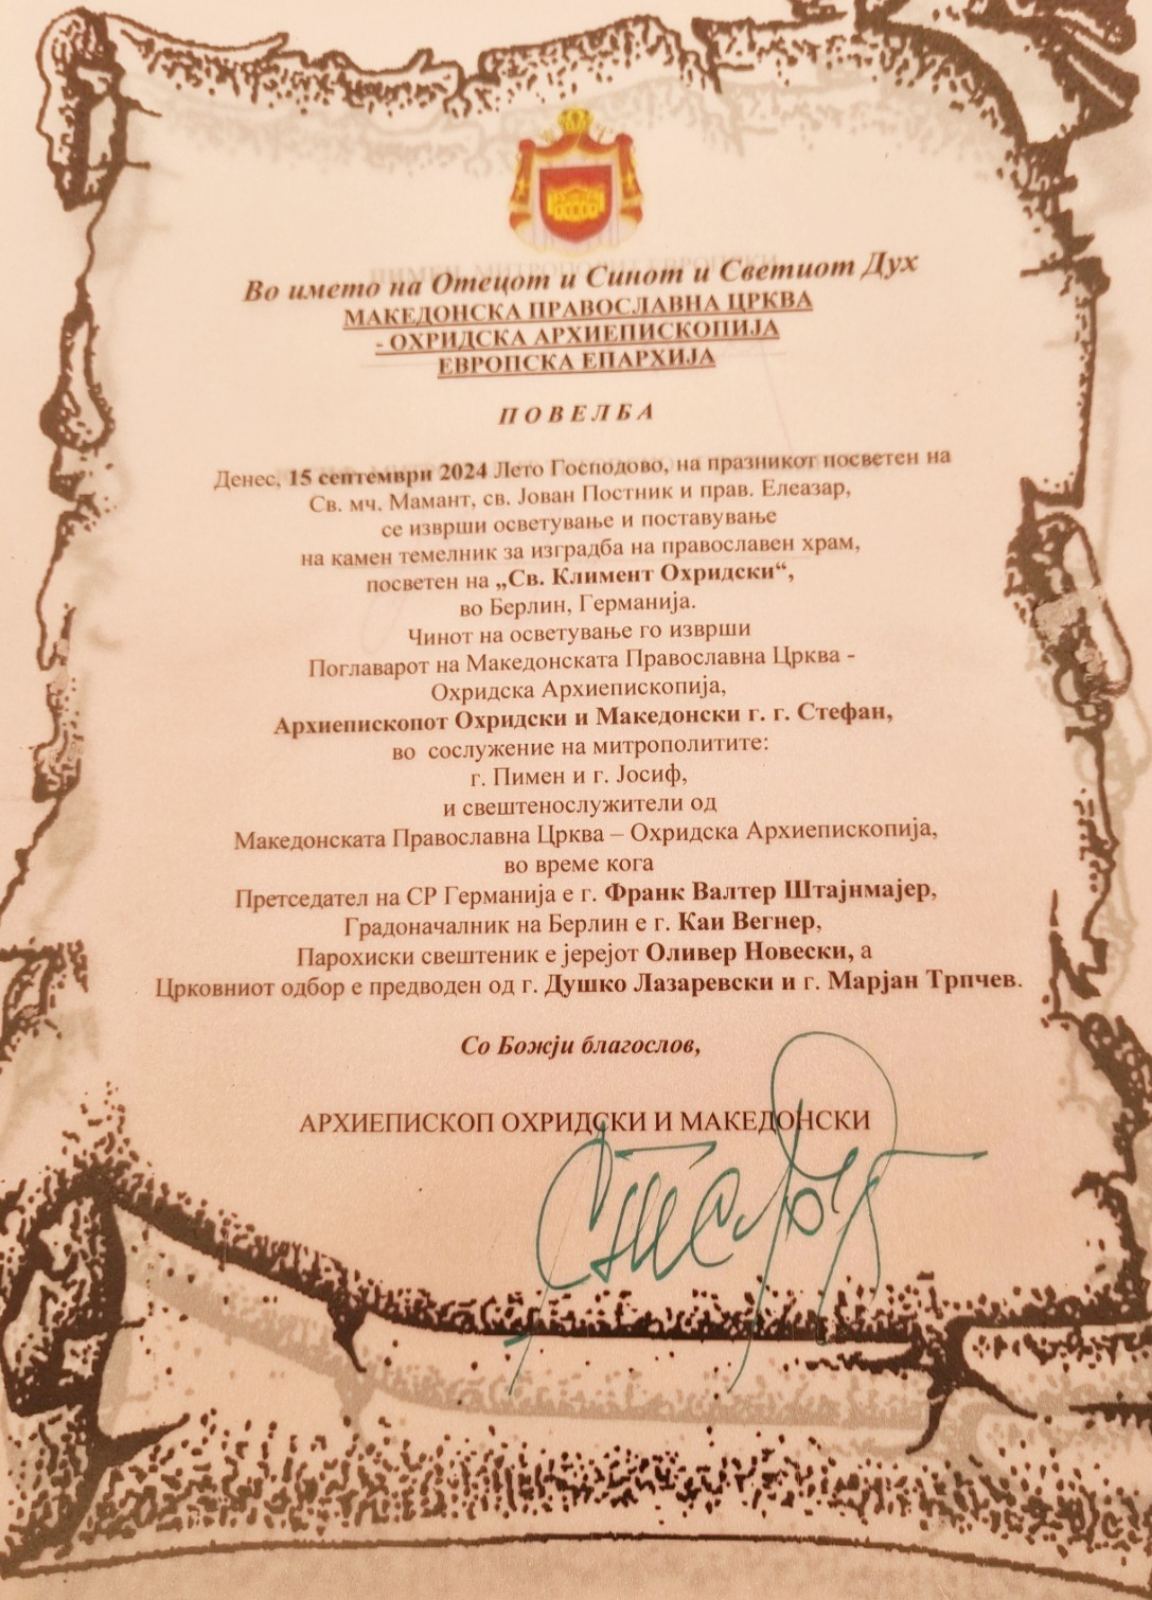 Во името на Отецот и Синот и Светиот Дух
МАКЕДОНСКА ПРАВОСЛАВНА ЦРКВА
- ОХРИДСКА АРХИЕПИСКОПИЈА
ЕВРОПСКА ЕПАРХИЈА
П О В Е Л Б А
Денес, 15 септември 2024 Лето Господово, на празникот посветен на
Св. мч. Мамант, св. Јован Постник и прав. Елеазар,
се изврши осветување и поставување
на камен темелник за изградба на православен храм,
посветен на „Св. Климент Охридски“,
во Берлин, Германија.
Чинот на осветување го изврши
Поглаварот на Македонската Православна Црква -
Охридска Архиепископија,
Архиепископот Охридски и Македонски г. г. Стефан,
во сослужение на митрополитите:
г. Пимен и г. Јосиф,
и свештенослужители од
Македонската Православна Црква – Охридска Архиепископија,
во време кога
Претседател на СР Германија е г. Франк Валтер Штајнмајер,
Градоначалник на Берлин е г. Каи Вегнер,
Парохиски свештеник е јерејот Оливер Новески, а
Црковниот одбор е предводен од г. Душко Лазаревски и г. Марјан Трпчев.
Со Божји благослов,
АРХИЕПИСКОП ОХРИДСКИ И МАКЕДОНСКИ